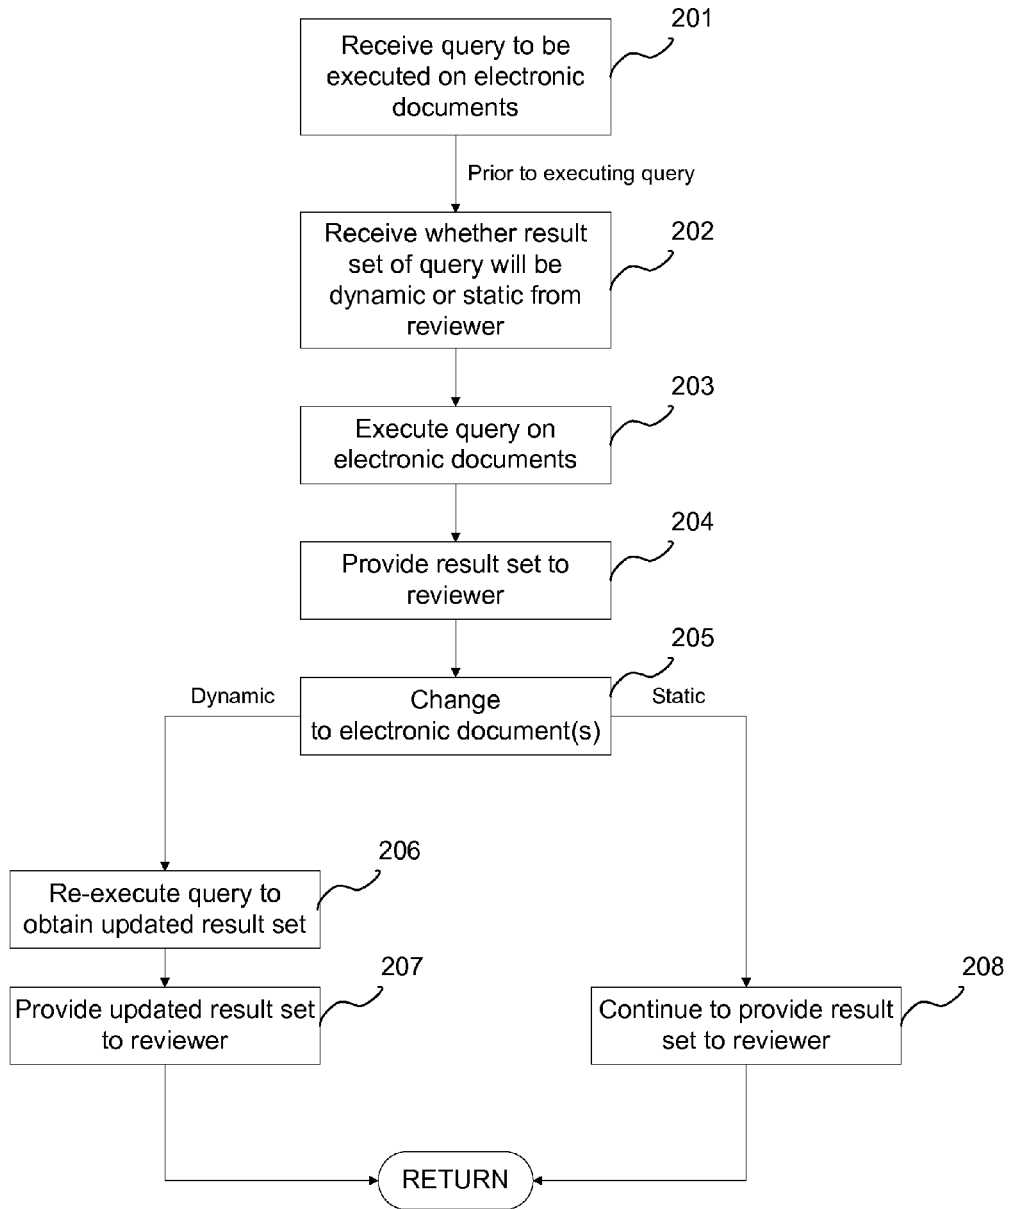 201
Receive query to be
executed on electronic
documents
Prior to executing query
202
Receive whether result
set of query will be
dynamic or static from
reviewer
203
Execute query on
electronic documents
204
Provide result set to
reviewer
205
Dynamic
Change
to electronic document(s)
Static
206
Re-execute query to
obtain updated result set
207
Provide updated result set
to reviewer
208
Continue to provide result
set to reviewer
RETURN